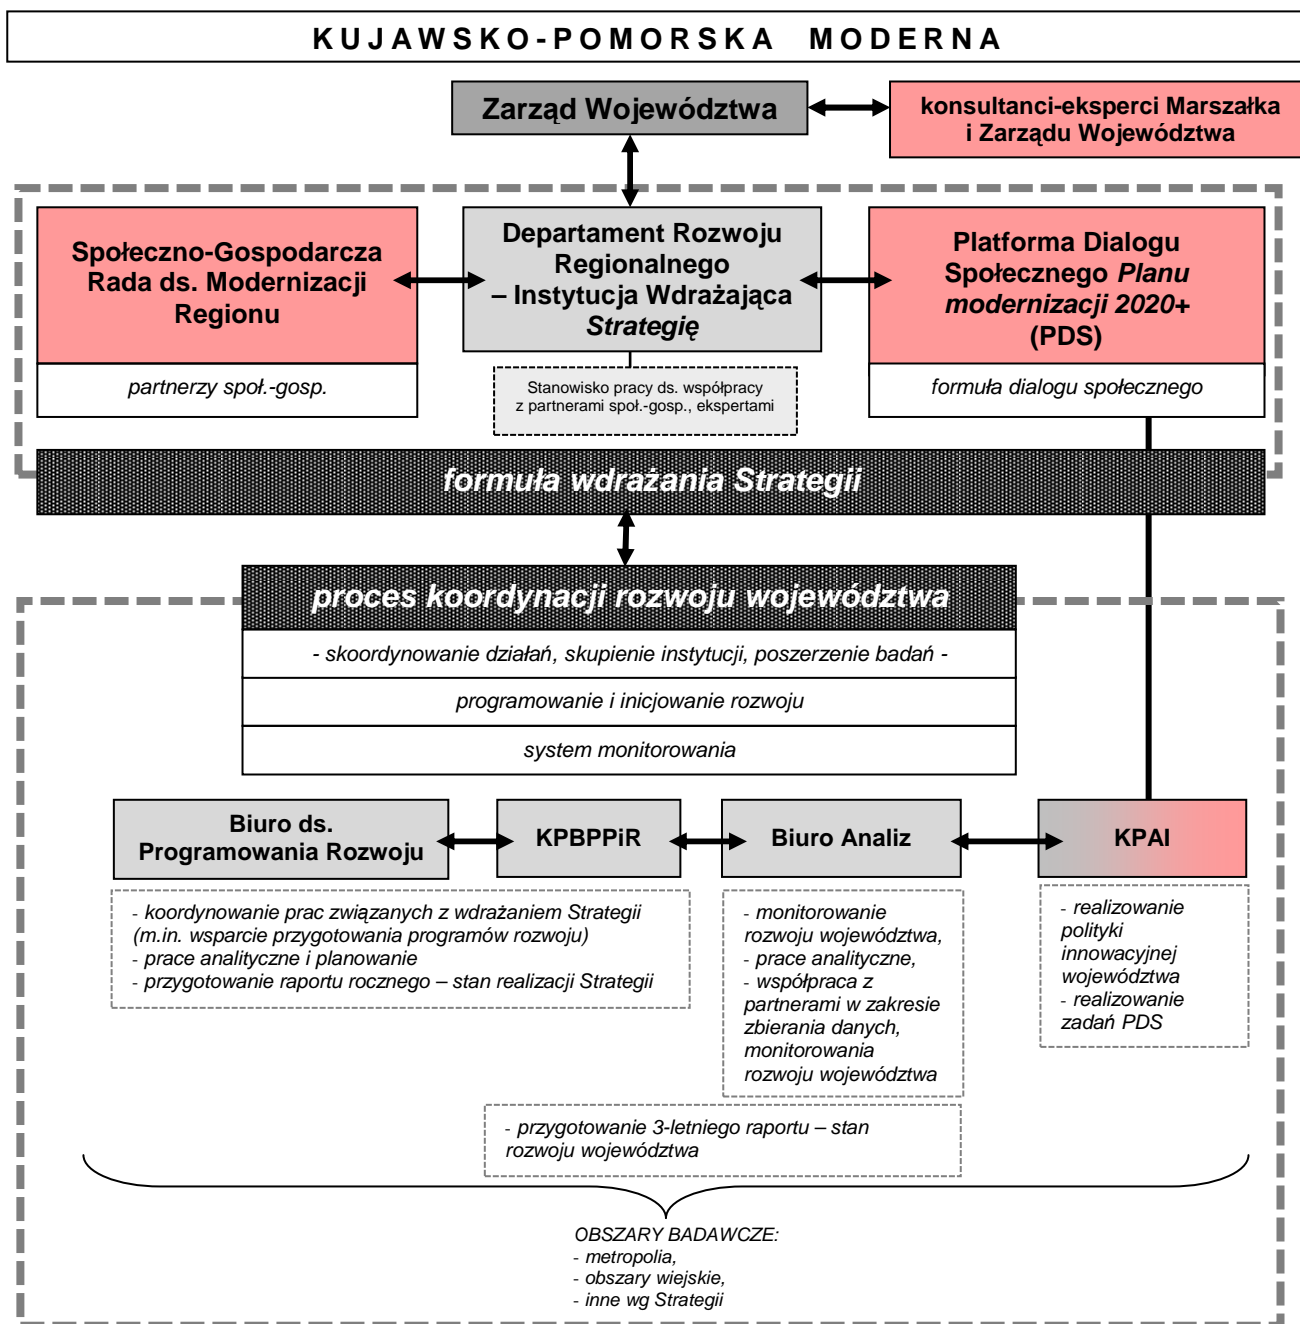 KUJAWSKO-POMORSKA MODERNA
Zarząd Województwa
konsultanci-eksperci Marszałka
i Zarządu Województwa
Społeczno-Gospodarcza
Rada ds. Modernizacji
Regionu
partnerzy społ.-gosp.
Departament Rozwoju
Regionalnego
– Instytucja Wdrażająca
Strategię
Stanowisko pracy ds. współpracy
z partnerami społ.-gosp., ekspertami
Platforma Dialogu
Społecznego Planu
modernizacji 2020+
(PDS)
formuła dialogu społecznego
formuła wdrażania Strategii
proces koordynacji rozwoju województwa
- skoordynowanie działań, skupienie instytucji, poszerzenie badań -
programowanie i inicjowanie rozwoju
system monitorowania
Biuro ds.
Programowania Rozwoju
KPBPPiR
Biuro Analiz
KPAI
- koordynowanie prac związanych z wdrażaniem Strategii
(m.in. wsparcie przygotowania programów rozwoju)
- prace analityczne i planowanie
- przygotowanie raportu rocznego – stan realizacji Strategii
- monitorowanie
rozwoju województwa,
- prace analityczne,
- współpraca z
partnerami w zakresie
zbierania danych,
monitorowania
rozwoju województwa
- realizowanie
polityki
innowacyjnej
województwa
- realizowanie
zadań PDS
- przygotowanie 3-letniego raportu – stan
rozwoju województwa
OBSZARY BADAWCZE:
- metropolia,
- obszary wiejskie,
- inne wg Strategii